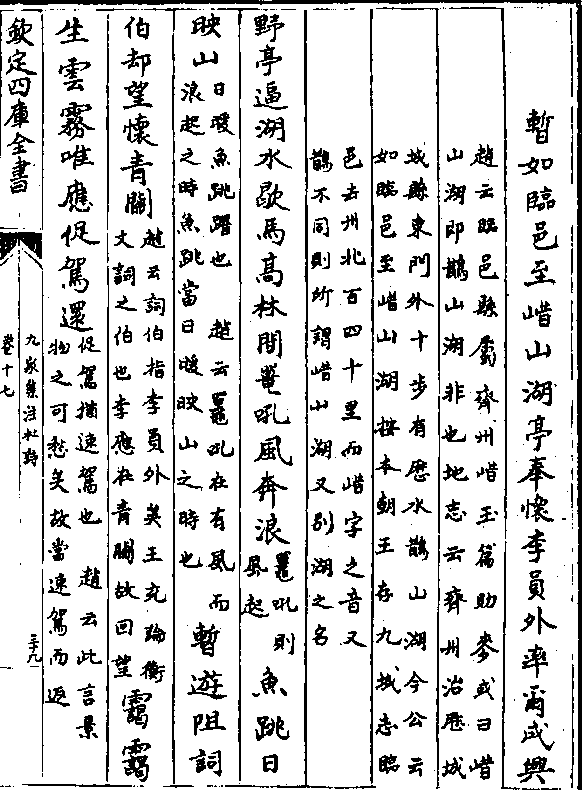 暫如臨邑至㟙山湖亭奉懷李員外率爾成興
趙云臨邑縣屬齊州㟙玉篇助麥或曰㟙
山湖即鵲山湖非也地志云齊州治歷城
城縣東門外十步有歷水鵲山湖今公云
如臨邑至㟙山湖按本朝王存九域志臨
邑去州北百四十里而㟙字之音又
鵲不同則所謂㟙山湖又别湖之名
野亭逼湖水歇馬高林間鼉吼風奔浪鼉吼則風起魚跳日
映山日暖魚跳躍也 趙云鼉吼在有風而浪起之時魚跳當日暖映山之時也暫遊阻詞
伯却望懷青關趙云詞伯指李員外矣王充論衡文詞之伯也李應在青關故回望靄靄
生雲霧唯應促駕還促駕猶速駕也 趙云此言景物之可愁矣故當速駕而返
欽定四庫全書
九家集注杜詩
卷十七
三十九